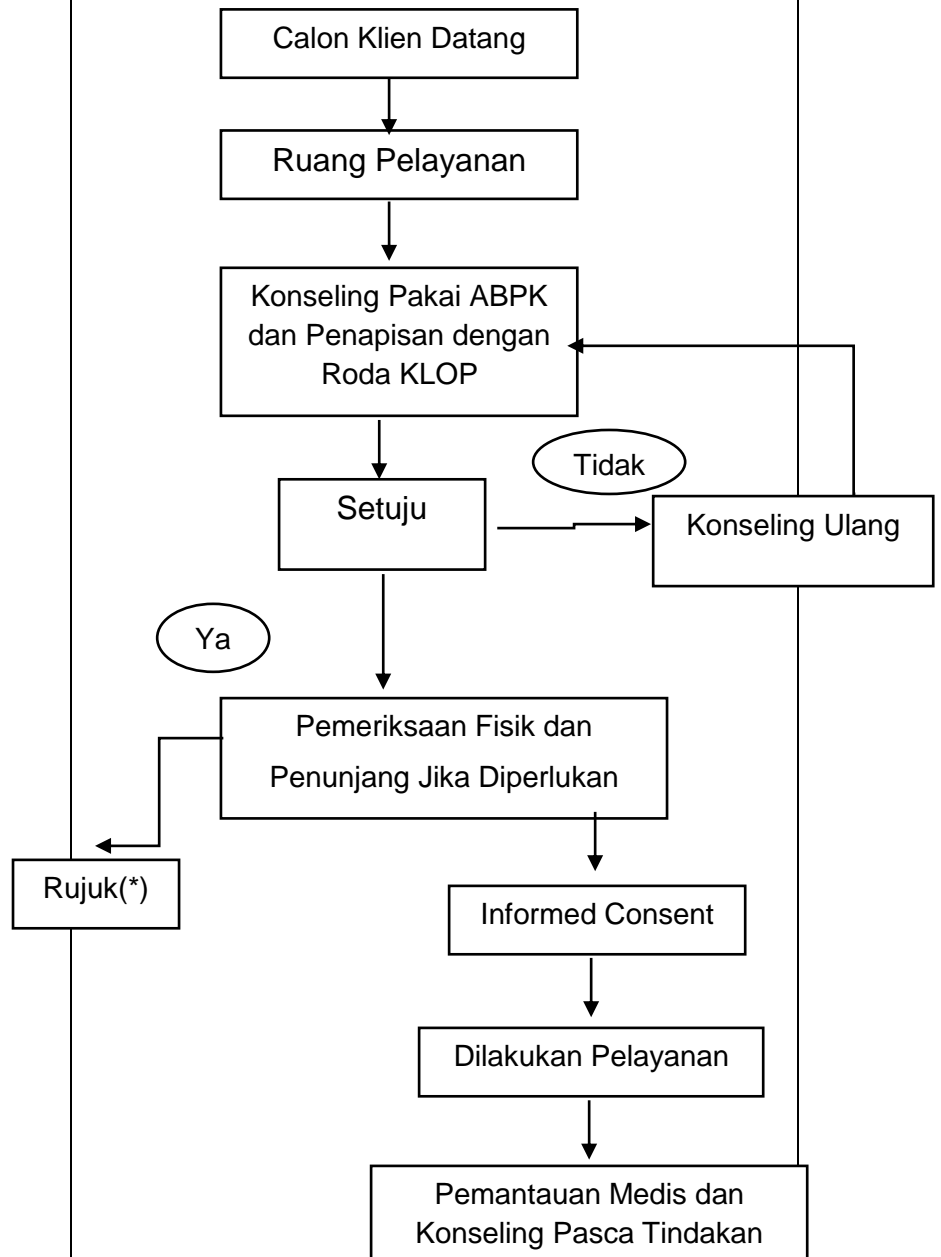 Calon Klien Datang
Ruang Pelayanan
Konseling Pakai ABPK
dan Penapisan dengan
Roda KLOP
Tidak
Setuju
Konseling Ulang
Ya
Pemeriksaan Fisik dan
Penunjang Jika Diperlukan
Rujuk(*)
Informed Consent
Dilakukan Pelayanan
Pemantauan Medis dan
Konseling Pasca Tindakan